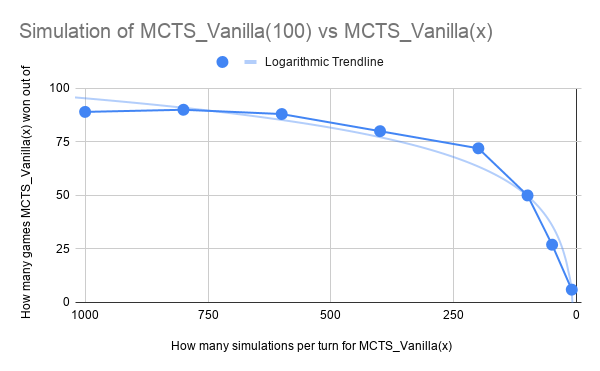 Simulation of MCTS_Vanilla(100) vs MCTS_Vanilla(x)
Logarithmic Trendline
How many games MCTS_Vanilla(x) won out of
100
75
50
25
0
1000
750
500
250
0
How many simulations per turn for MCTS_Vanilla(x)